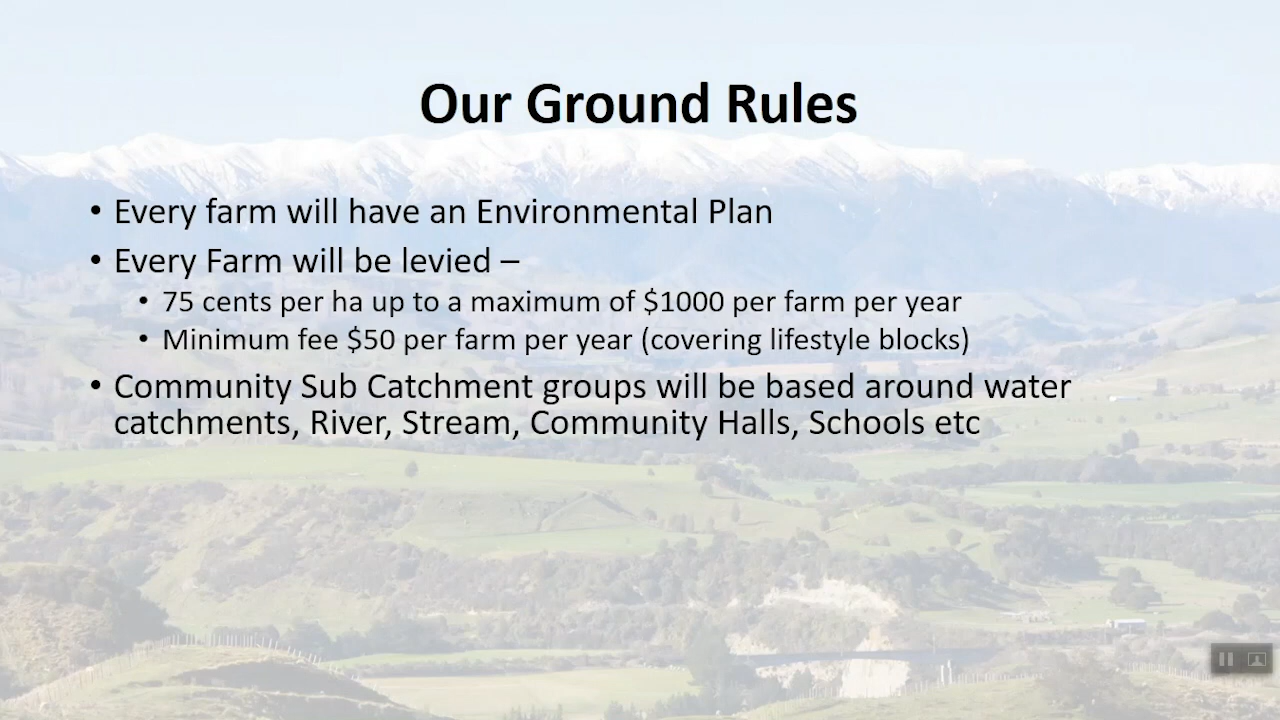 Our Ground Rules
• Every farm will have an Environmental Plan
• Every Farm will be levied –
• 75 cents per ha up to a maximum of $1000 per farm per year
• Minimum fee $50 per farm per year (covering lifestyle blocks)
• Community Sub Catchment groups will be based around water
catchments, River, Stream, Community Halls, Schools etc